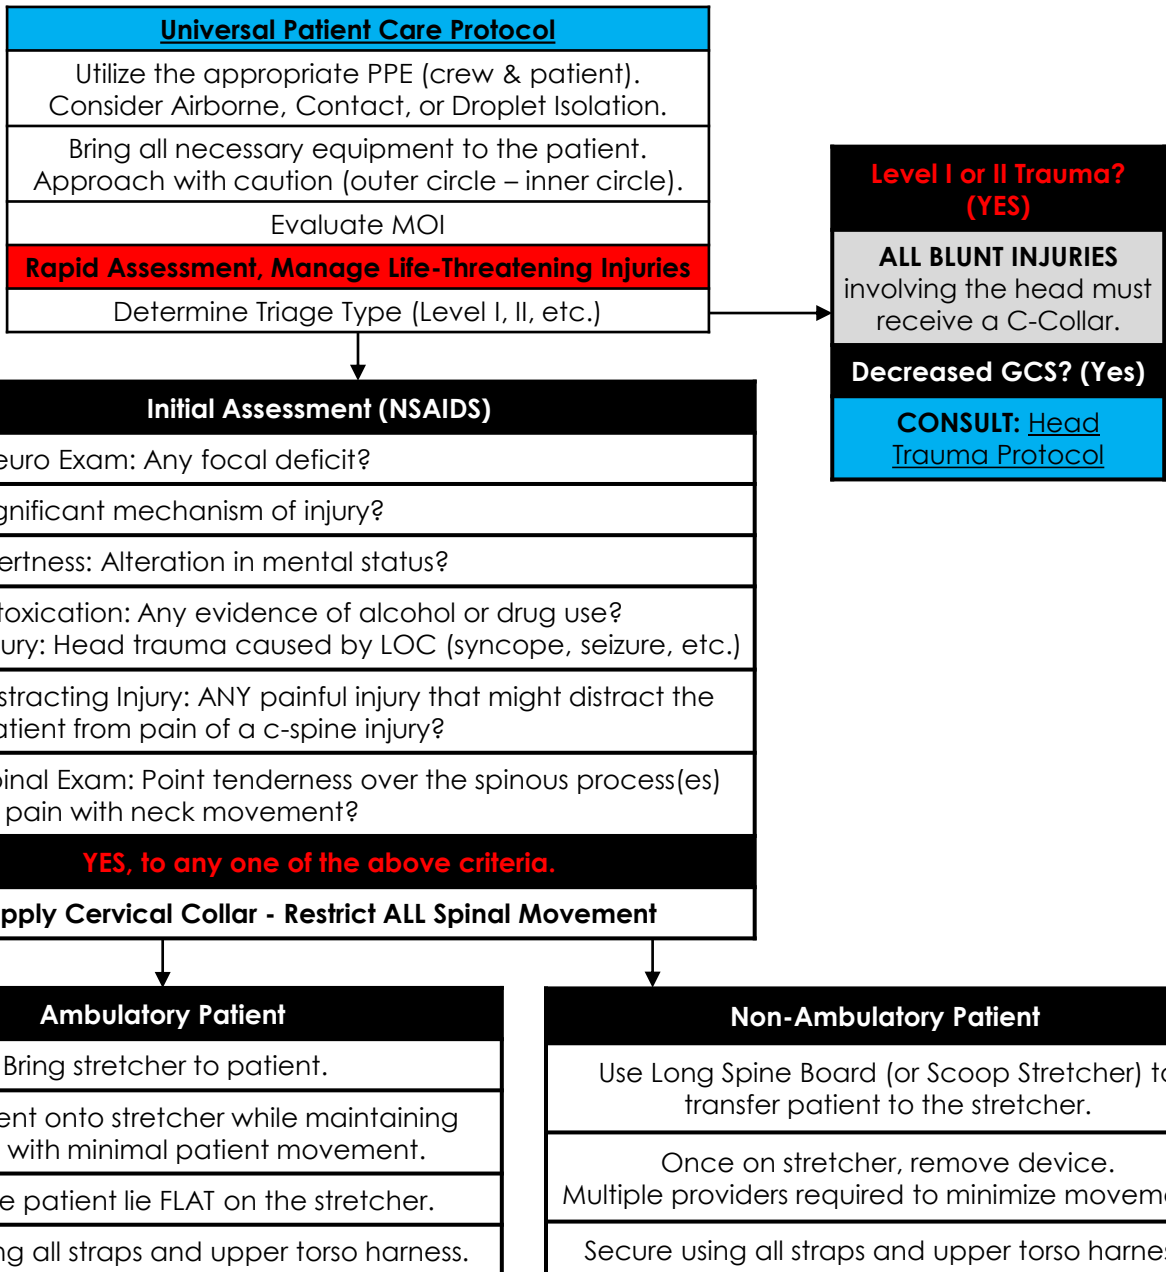 Universal Patient Care Protocol
Utilize the appropriate PPE (crew & patient).
Consider Airborne, Contact, or Droplet Isolation.
Bring all necessary equipment to the patient.
Approach with caution (outer circle – inner circle).
Evaluate MOI
Rapid Assessment, Manage Life-Threatening Injuries
Determine Triage Type (Level I, II, etc.)
Level I or II Trauma?
(YES)
ALL BLUNT INJURIES
involving the head must
receive a C-Collar.
Decreased GCS? (Yes)
CONSULT: Head
Trauma Protocol
Initial Assessment (NSAIDS)
euro Exam: Any focal deficit?
gnificant mechanism of injury?
ertness: Alteration in mental status?
toxication: Any evidence of alcohol or drug use?
ury: Head trauma caused by LOC (syncope, seizure, etc.)
stracting Injury: ANY painful injury that might distract the
atient from pain of a c-spine injury?
pinal Exam: Point tenderness over the spinous process(es)
pain with neck movement?
YES, to any one of the above criteria.
pply Cervical Collar - Restrict ALL Spinal Movement
Ambulatory Patient
Bring stretcher to patient.
ent onto stretcher while maintaining
with minimal patient movement.
e patient lie FLAT on the stretcher.
ng all straps and upper torso harness.
Non-Ambulatory Patient
Use Long Spine Board (or Scoop Stretcher) to
transfer patient to the stretcher.
Once on stretcher, remove device.
Multiple providers required to minimize movem
Secure using all straps and upper torso harnes